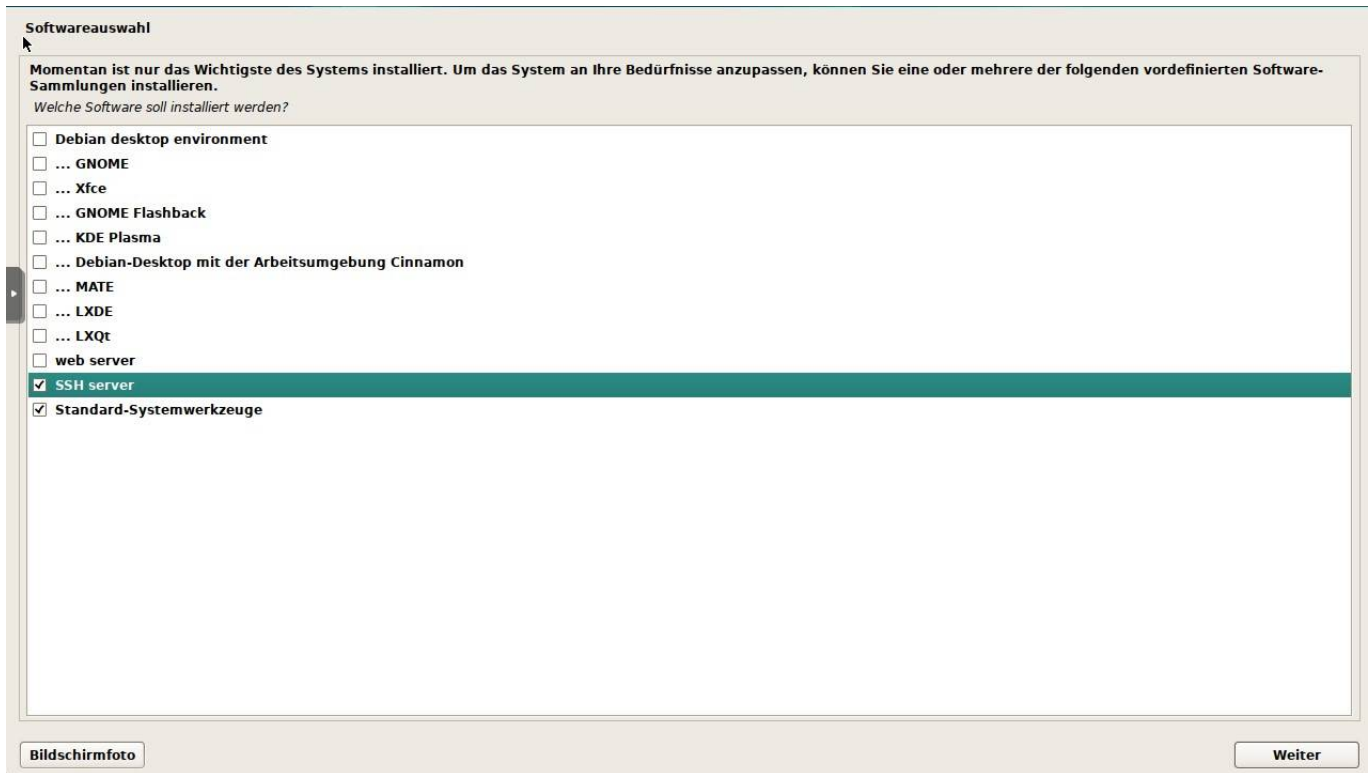 Softwareauswahl
Momentan ist nur das Wichtigste des Systems installiert. Um das System an Ihre Bedürfnisse anzupassen, können Sie eine oder mehrere der folgenden vordefinierten Software-
Sammlungen installieren.
Welche Software soll installiert werden?
Debian desktop environment
... GNOME
... Xfce
... GNOME Flashback
... KDE Plasma
... Debian-Desktop mit der Arbeitsumgebung Cinnamon
... MATE
... LXDE
... LXQt
web server
SSH server
Standard-Systemwerkzeuge
Bildschirmfoto
Weiter